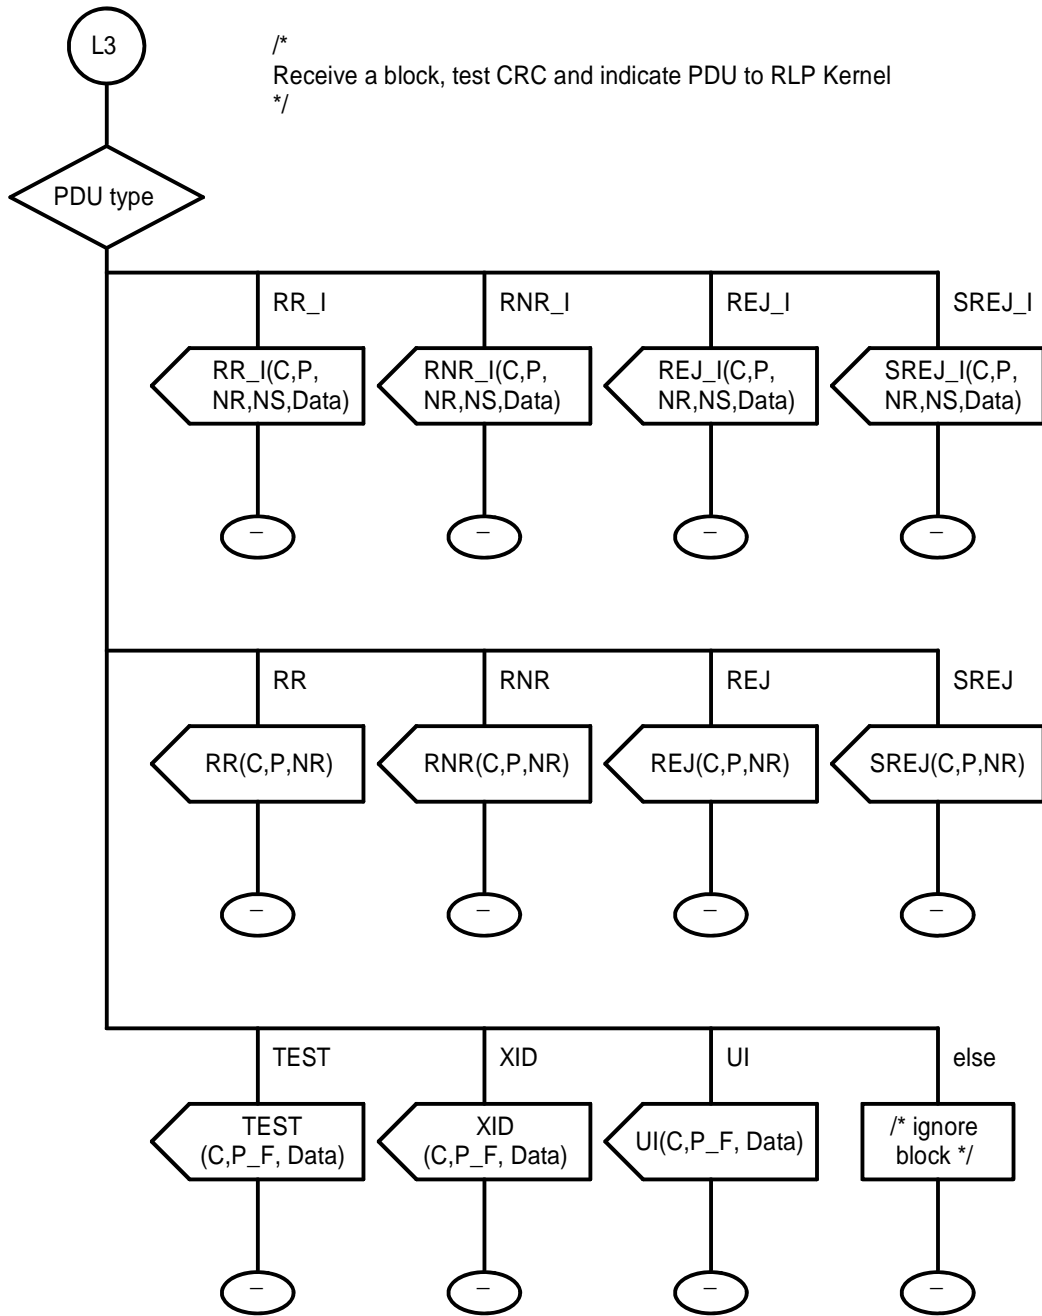 L3
/*
Receive a block, test CRC and indicate PDU to RLP Kernel
*/
PDU type
RR_I
RNR_I
REJ_I
SREJ_I
RR_I(C,P,
NR,NS,Data)
RNR_I(C,P,
NR,NS,Data)
REJ_I(C,P,
NR,NS,Data)
SREJ_I(C,P,
NR,NS,Data)
–
–
–
–
RR
RNR
REJ
SREJ
RR(C,P,NR)
RNR(C,P,NR)
REJ(C,P,NR)
SREJ(C,P,NR)
–
–
–
–
TEST
XID
UI
else
TEST
(C,P_F, Data)
XID
(C,P_F, Data)
UI(C,P_F, Data)
/* ignore
block */
–
–
–
–